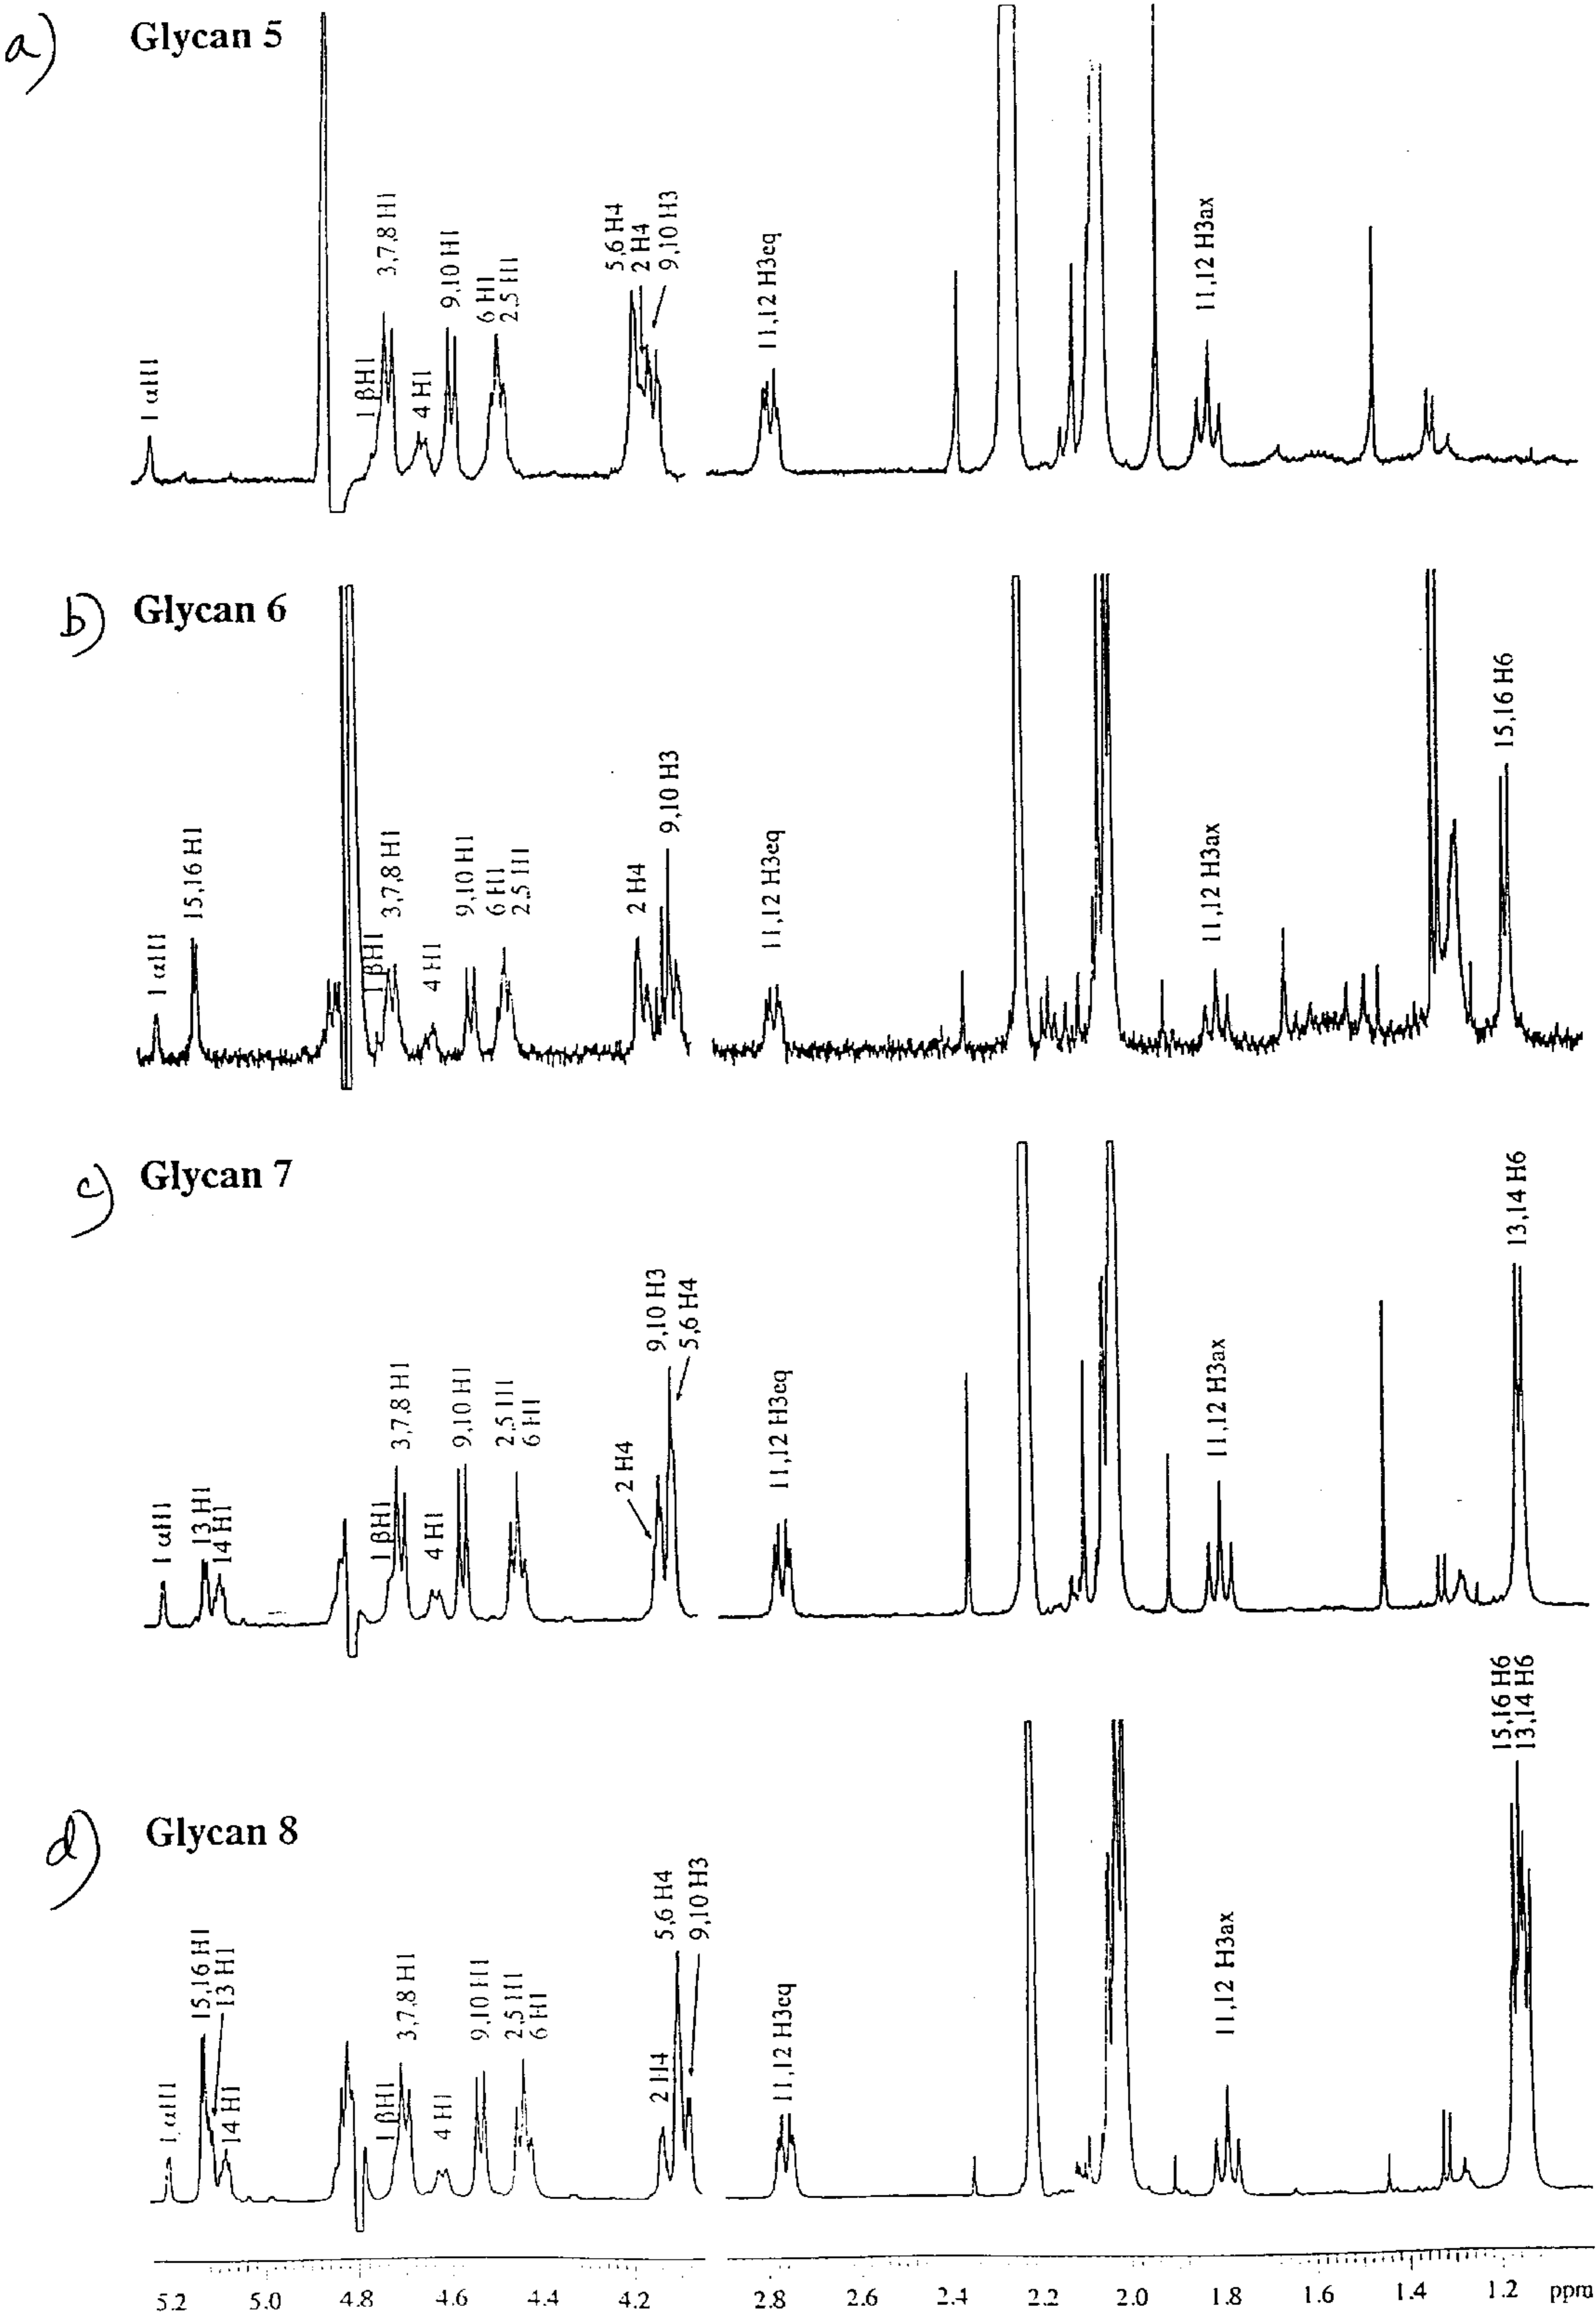 a) Glycan 5
1 αH1
1 βH1
3,7,8 H1
4 H1
9,10 H1
6 H1
2,5 H1
5,6 H4
2 H4
9,10 H3
11,12 H3eq
11,12 H3ax
b) Glycan 6
1 αH1
15,16 H1
1 βH1
3,7,8 H1
4 H1
9,10 H1
6 H1
2,5 H1
2 H4
9,10 H3
11,12 H3eq
11,12 H3ax
15,16 H6
c) Glycan 7
1 αH1
13 H1
14 H1
1 βH1
3,7,8 H1
4 H1
9,10 H1
2,5 H1
6 H1
2 H4
9,10 H3
5,6 H4
11,12 H3eq
11,12 H3ax
13,14 H6
d) Glycan 8
1 αH1
15,16 H1
13 H1
14 H1
1 βH1
3,7,8 H1
4 H1
9,10 H1
2,5 H1
6 H1
2 H4
5,6 H4
9,10 H3
11,12 H3eq
11,12 H3ax
15,16 H6
13,14 H6
5.2 5.0 4.8 4.6 4.4 4.2 2.8 2.6 2.4 2.2 2.0 1.8 1.6 1.4 1.2 ppm